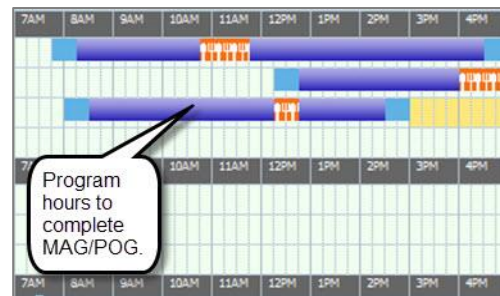 7AM 8AM 9AM 10AM 11AM 12PM 1PM 2PM 3PM 4PM
Program
hours to
complete
MAG/POG.
10AM 11AM 12PM 1PM 2PM 3PM 4PM
7AM 8AM 9AM 10AM 11AM 12PM 1PM 2PM 3PM 4PM